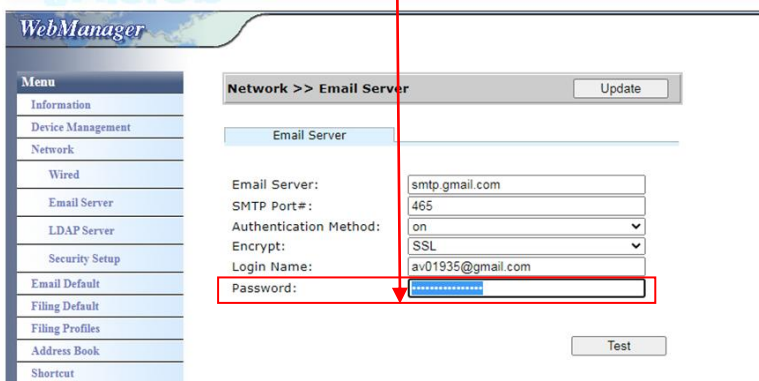 WebManager
Menu
Information
Device Management
Network
Wired
Email Server
LDAP Server
Security Setup
Email Default
Filing Default
Filing Profiles
Address Book
Shortcut
Network >> Email Server
Update
Email Server
Email Server: smtp.gmail.com
SMTP Port#: 465
Authentication Method: on
Encrypt: SSL
Login Name: av01935@gmail.com
Password: ••••••••••••••••
Test